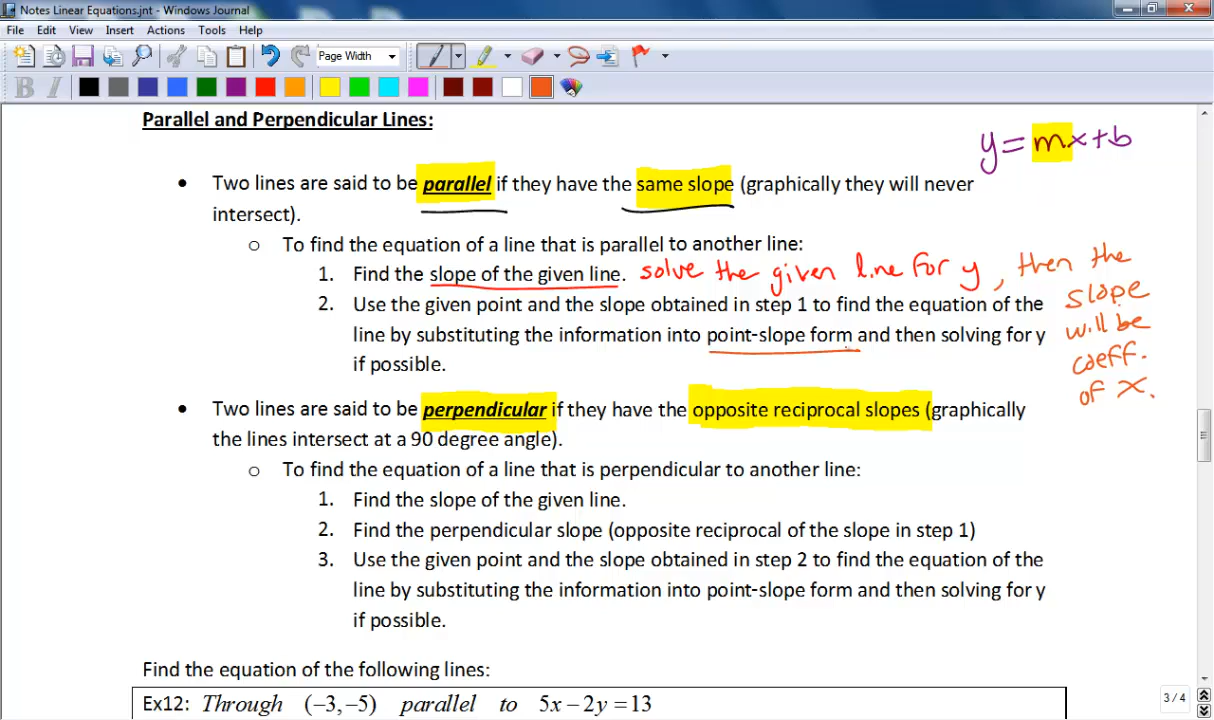 Notes Linear Equations.jnt - Windows Journal
File Edit View Insert Actions Tools Help
Page Width
B I
Parallel and Perpendicular Lines:
y = mx+b
• Two lines are said to be parallel if they have the same slope (graphically they will never
intersect).
o To find the equation of a line that is parallel to another line:
1. Find the slope of the given line. solve the given line for y, then the
slope
will be
coeff.
of x.
2. Use the given point and the slope obtained in step 1 to find the equation of the
line by substituting the information into point-slope form and then solving for y
if possible.
• Two lines are said to be perpendicular if they have the opposite reciprocal slopes (graphically
the lines intersect at a 90 degree angle).
o To find the equation of a line that is perpendicular to another line:
1. Find the slope of the given line.
2. Find the perpendicular slope (opposite reciprocal of the slope in step 1)
3. Use the given point and the slope obtained in step 2 to find the equation of the
line by substituting the information into point-slope form and then solving for y
if possible.
Find the equation of the following lines:
Ex12: Through (−3,−5) parallel to 5x−2y=13
3 / 4